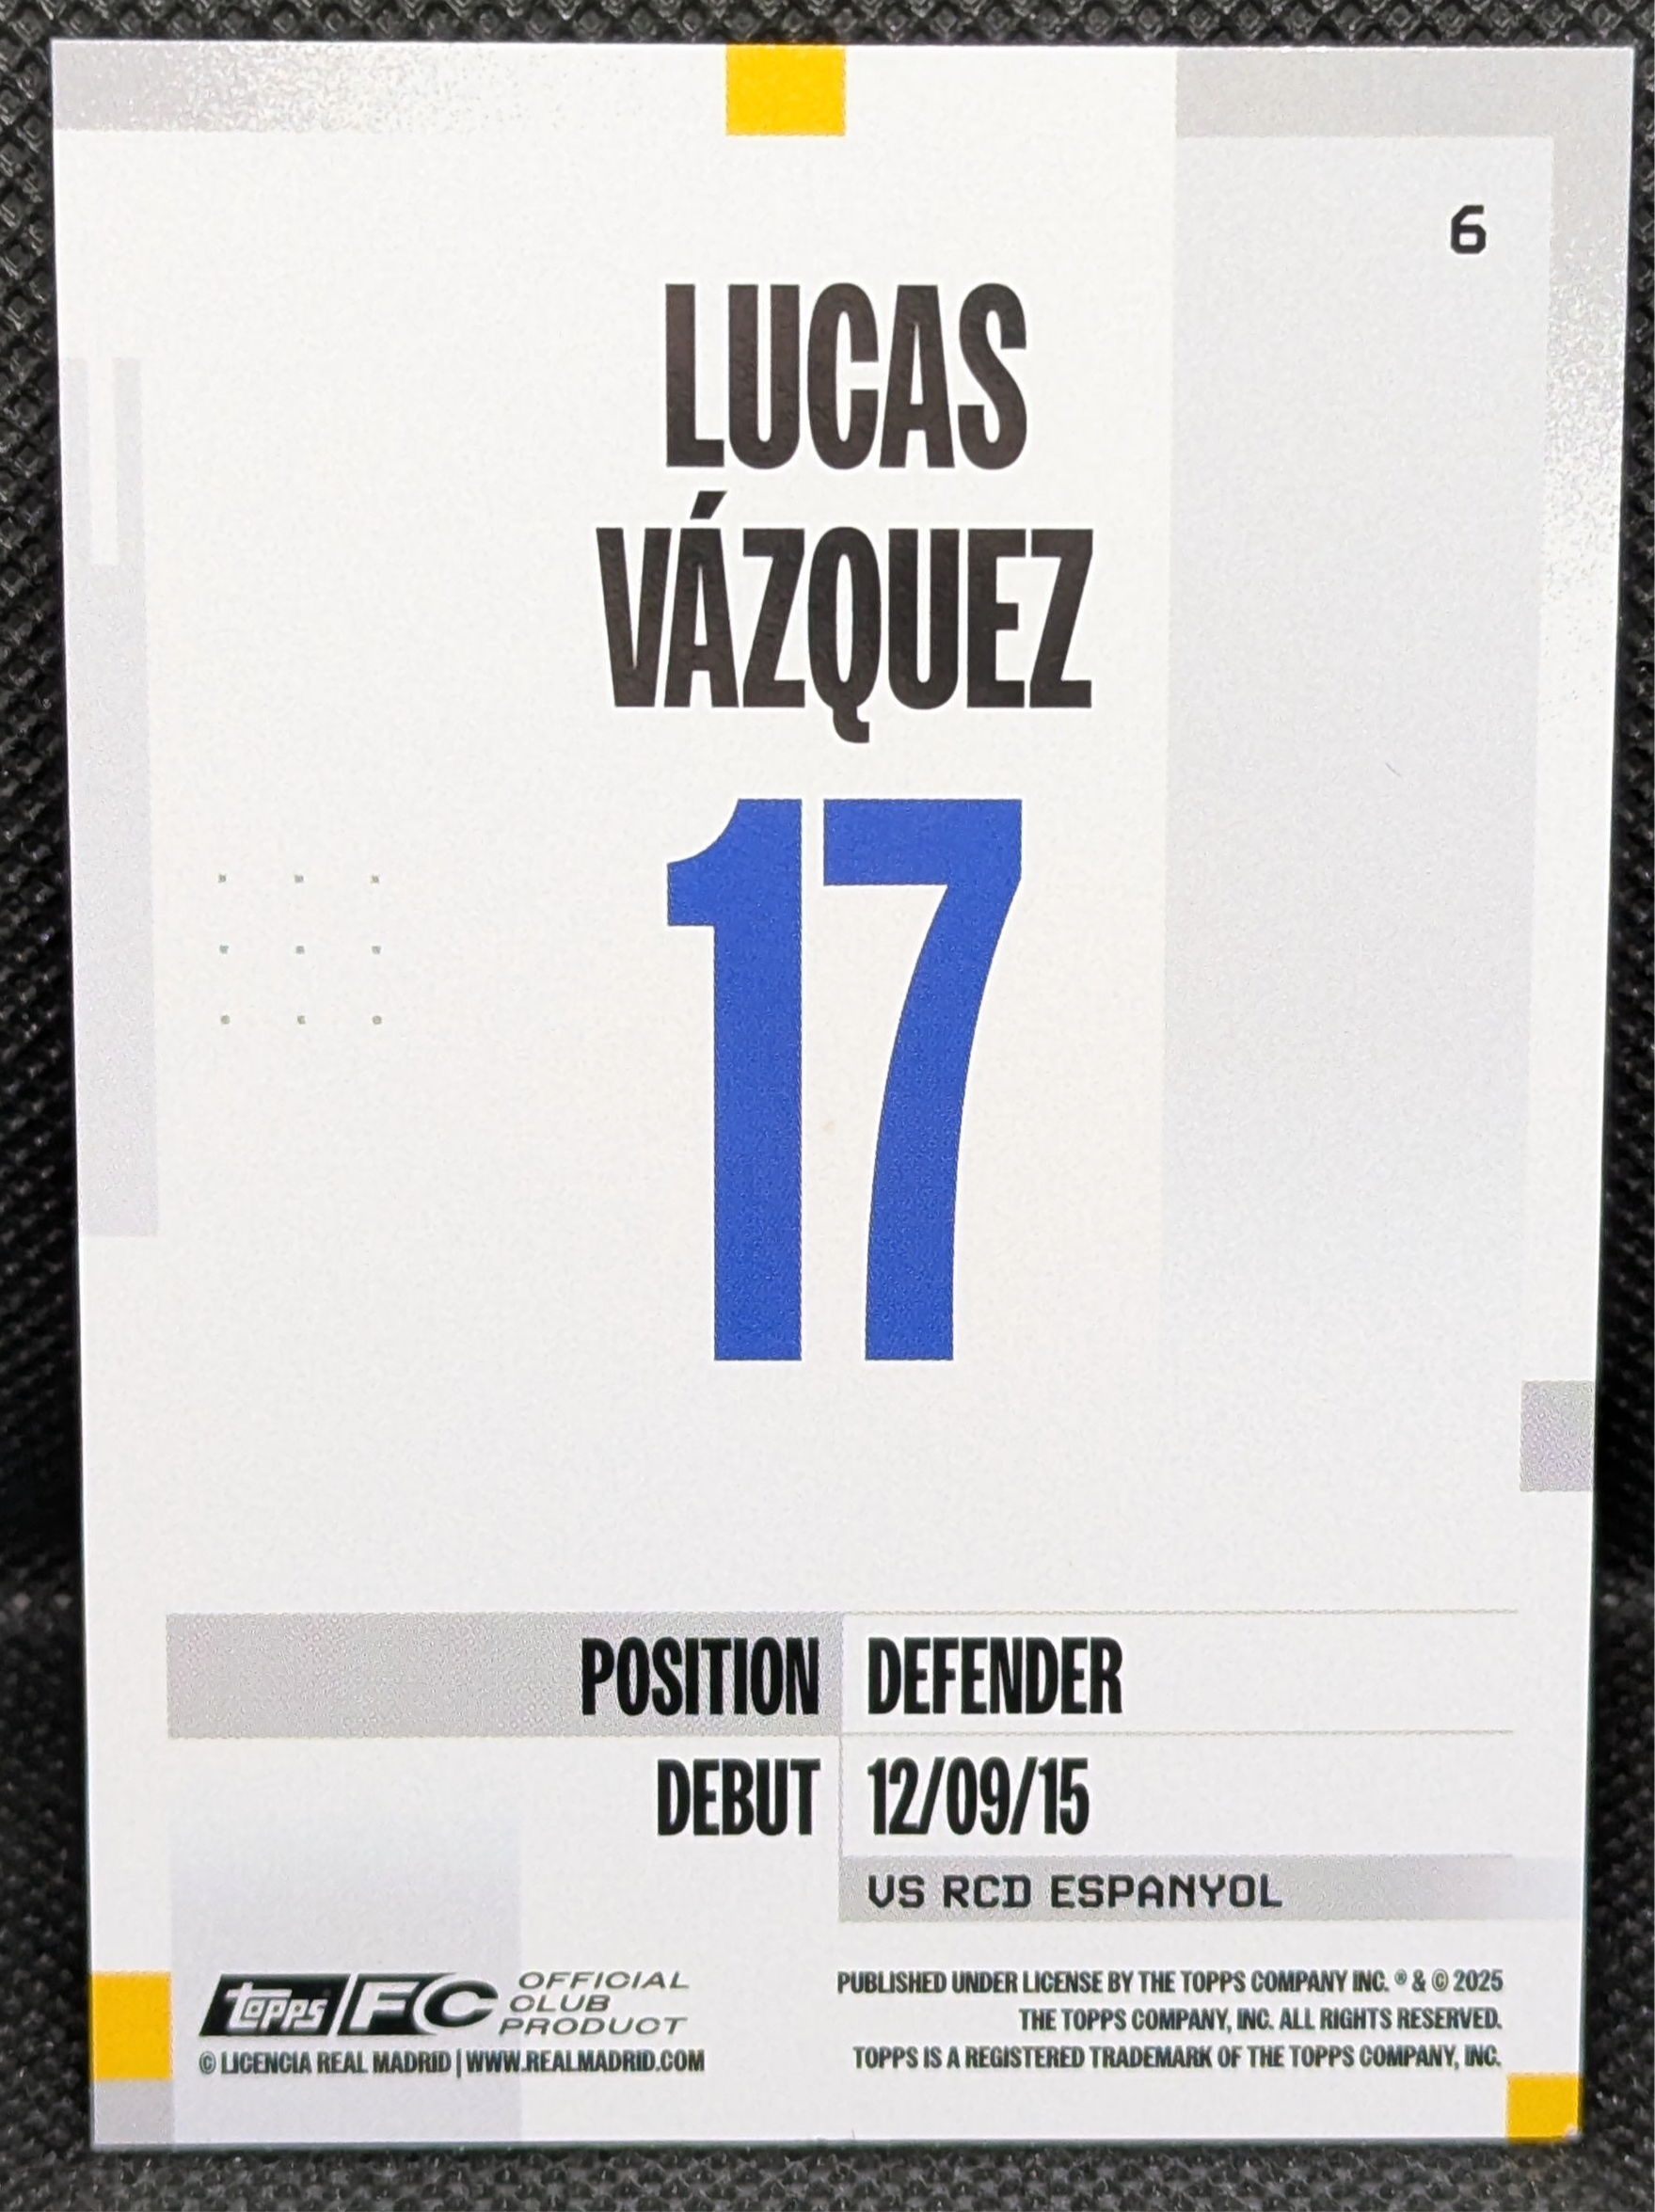 6
LUCAS
VÁZQUEZ
17
POSITION DEFENDER
DEBUT 12/09/15
VS RCD ESPANYOL
topps FC OFFICIAL
CLUB
PRODUCT
© LICENCIA REAL MADRID | WWW.REALMADRID.COM
PUBLISHED UNDER LICENSE BY THE TOPPS COMPANY INC. ® & © 2025
THE TOPPS COMPANY, INC. ALL RIGHTS RESERVED.
TOPPS IS A REGISTERED TRADEMARK OF THE TOPPS COMPANY, INC.